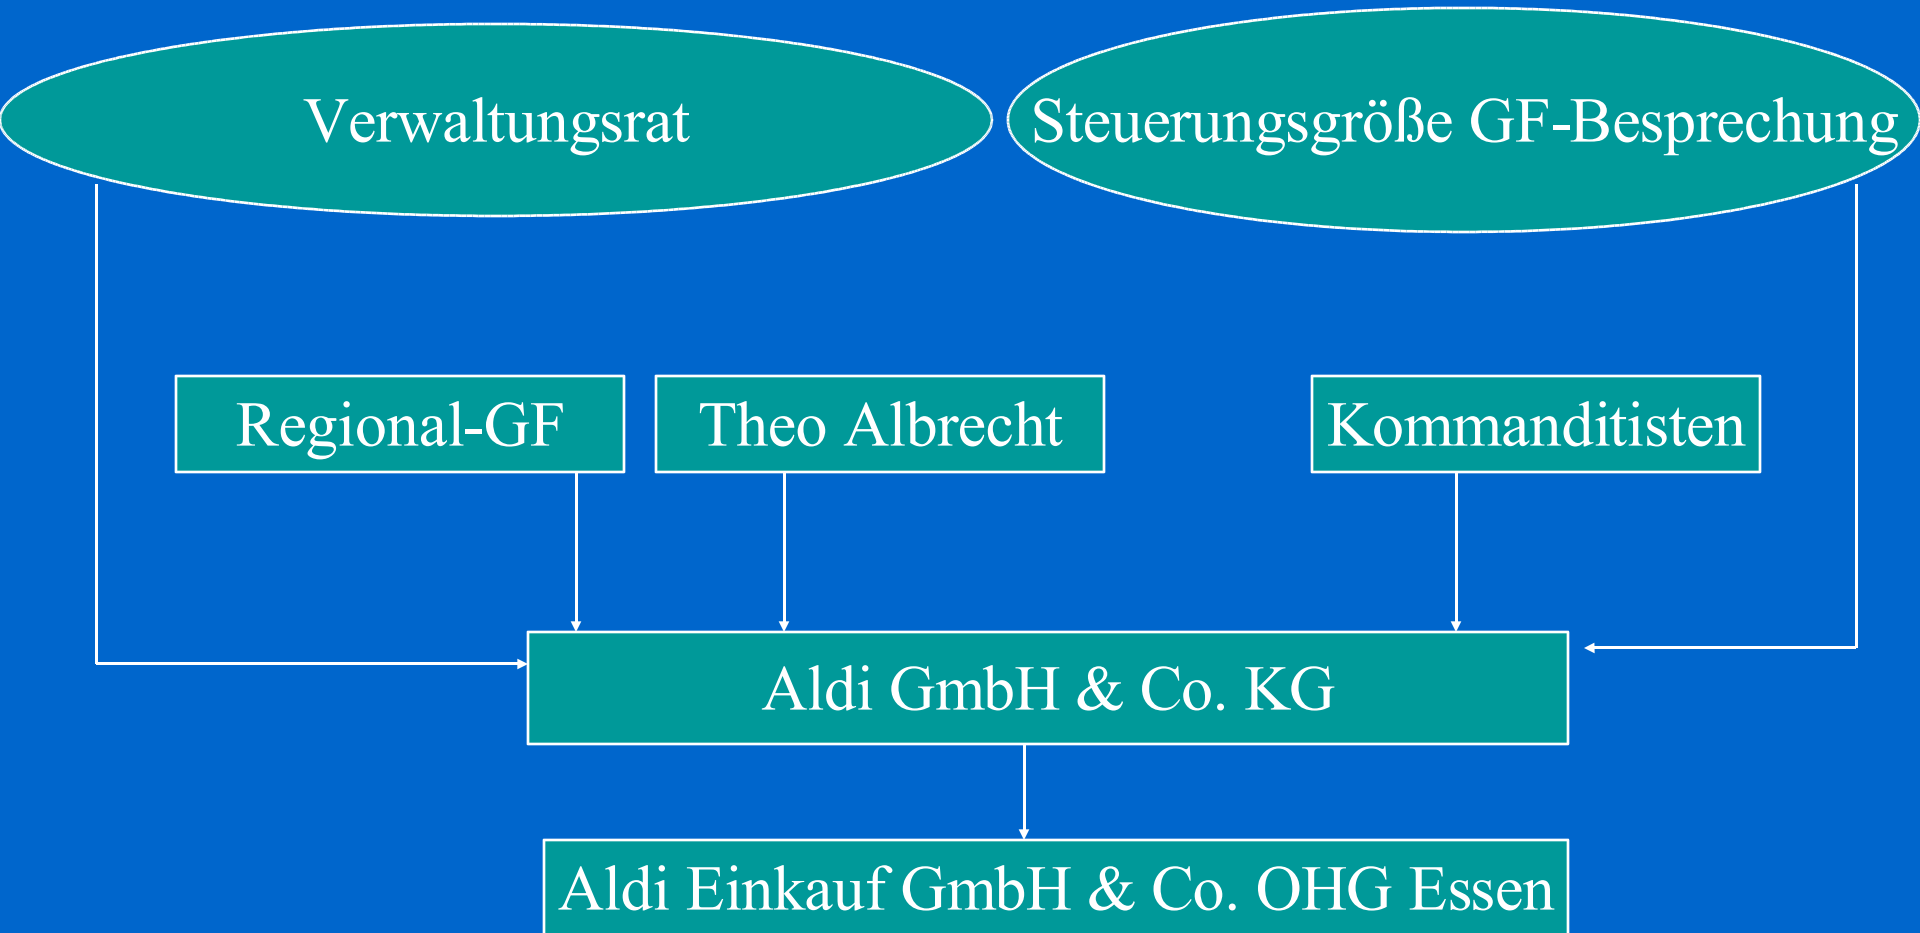 Verwaltungsrat
Steuerungsgröße GF-Besprechung
Regional-GF
Theo Albrecht
Kommanditisten
Aldi GmbH & Co. KG
Aldi Einkauf GmbH & Co. OHG Essen